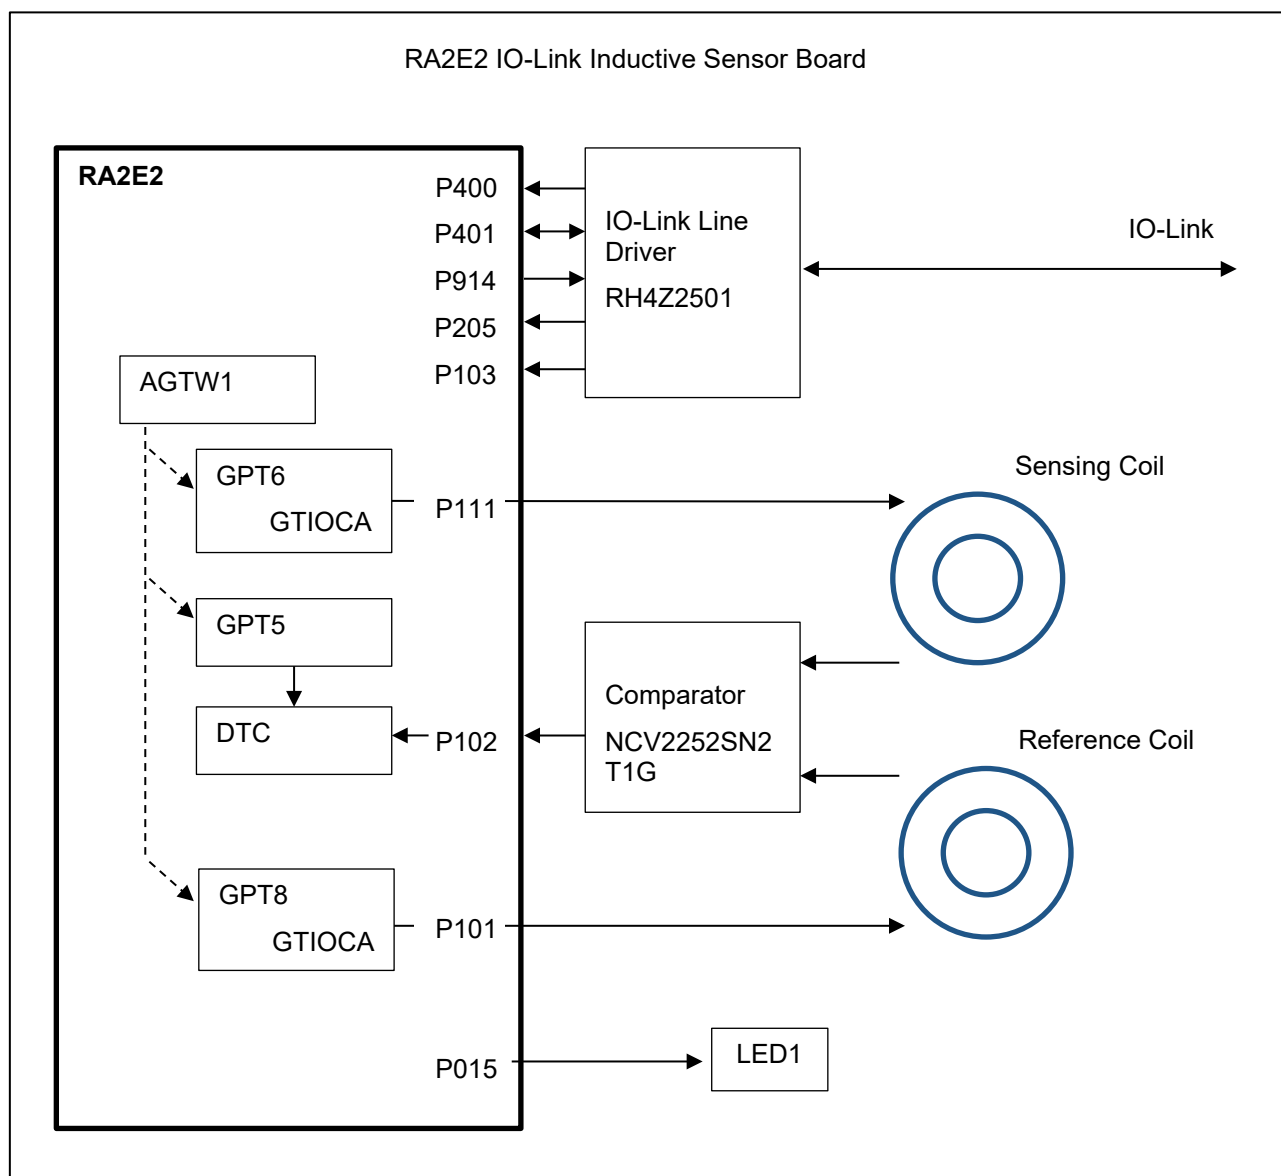 RA2E2 IO-Link Inductive Sensor Board
RA2E2
P400
P401
P914
P205
P103
IO-Link Line
Driver
RH4Z2501
IO-Link
AGTW1
GPT6
GTIOCA
P111
Sensing Coil
GPT5
DTC
P102
Comparator
NCV2252SN2
T1G
Reference Coil
GPT8
GTIOCA
P101
P015
LED1